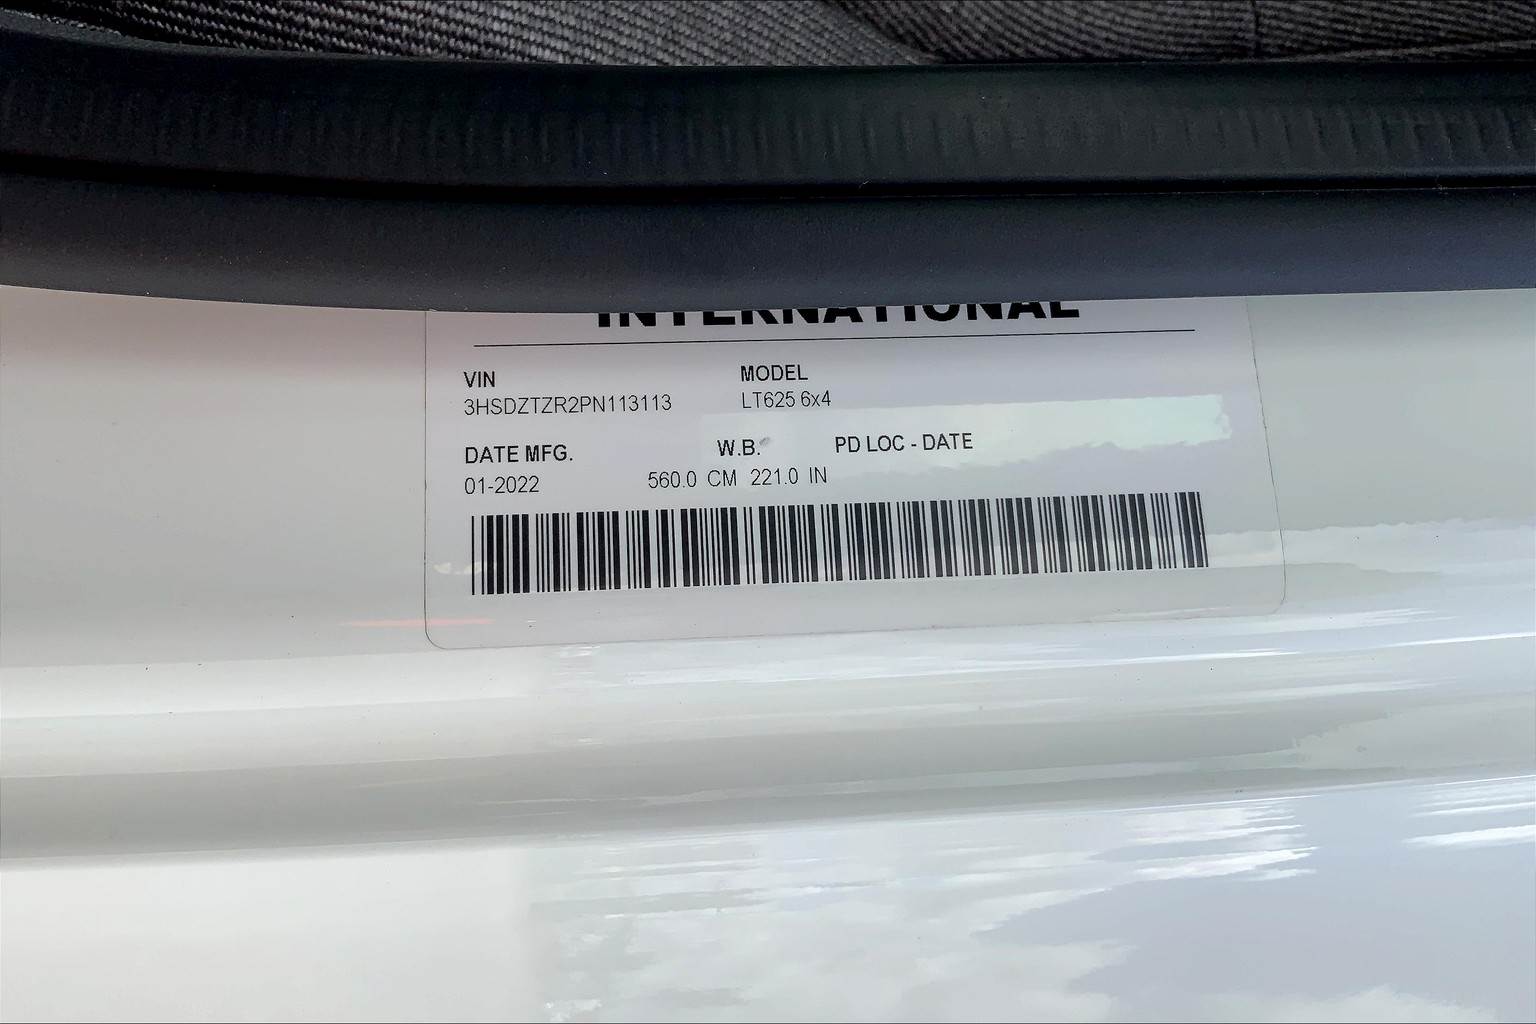 INTERNATIONAL
VIN MODEL
3HSDZTZR2PN113113 LT625 6x4
DATE MFG. W.B. PD LOC - DATE
01-2022 560.0 CM 221.0 IN